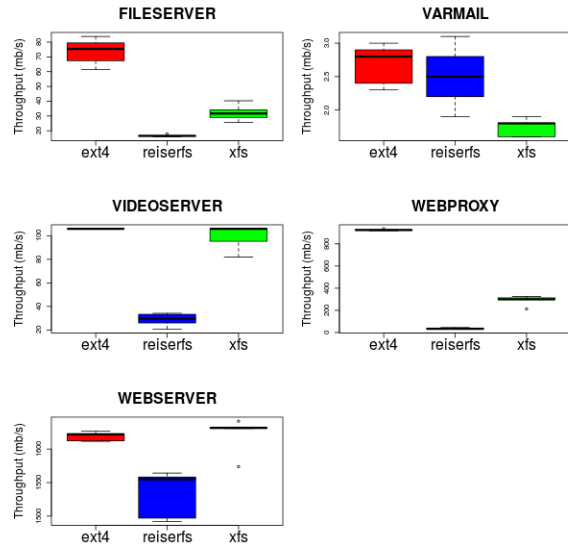 FILESERVER
Throughput (mb/s)
20 30 40 50 60 70 80
ext4 reiserfs xfs
VARMAIL
Throughput (mb/s)
2.0 2.5 3.0
ext4 reiserfs xfs
VIDEOSERVER
Throughput (mb/s)
20 40 60 80 100
ext4 reiserfs xfs
WEBPROXY
Throughput (mb/s)
0 200 400 600 800
ext4 reiserfs xfs
WEBSERVER
Throughput (mb/s)
1500 1550 1600
ext4 reiserfs xfs